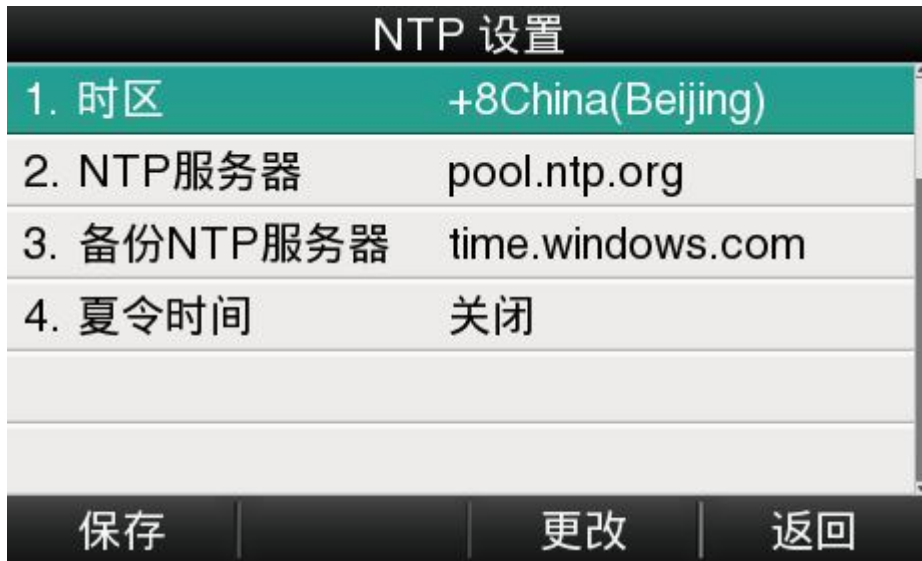 NTP 设置
1. 时区 +8China(Beijing)
2. NTP服务器 pool.ntp.org
3. 备份NTP服务器 time.windows.com
4. 夏令时间 关闭
保存 更改 返回